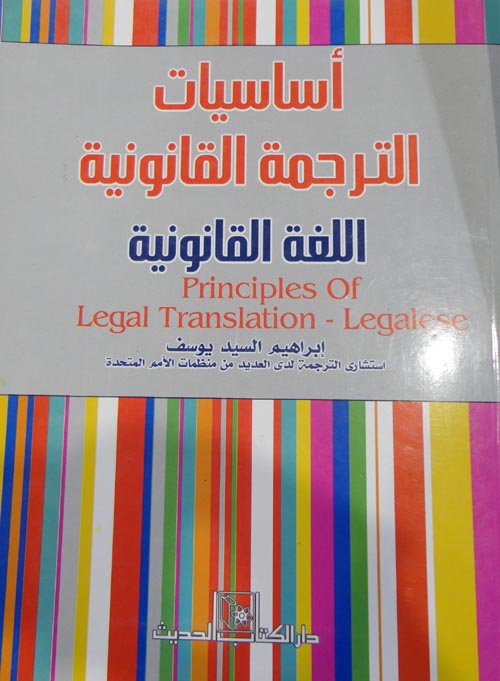 أساسيات
الترجمة القانونية
اللغة القانونية
Principles Of
Legal Translation - Legalese
إبراهيم السيد يوسف
استشارى الترجمة لدى العديد من منظمات الأمم المتحدة
دار الكتاب الحديث